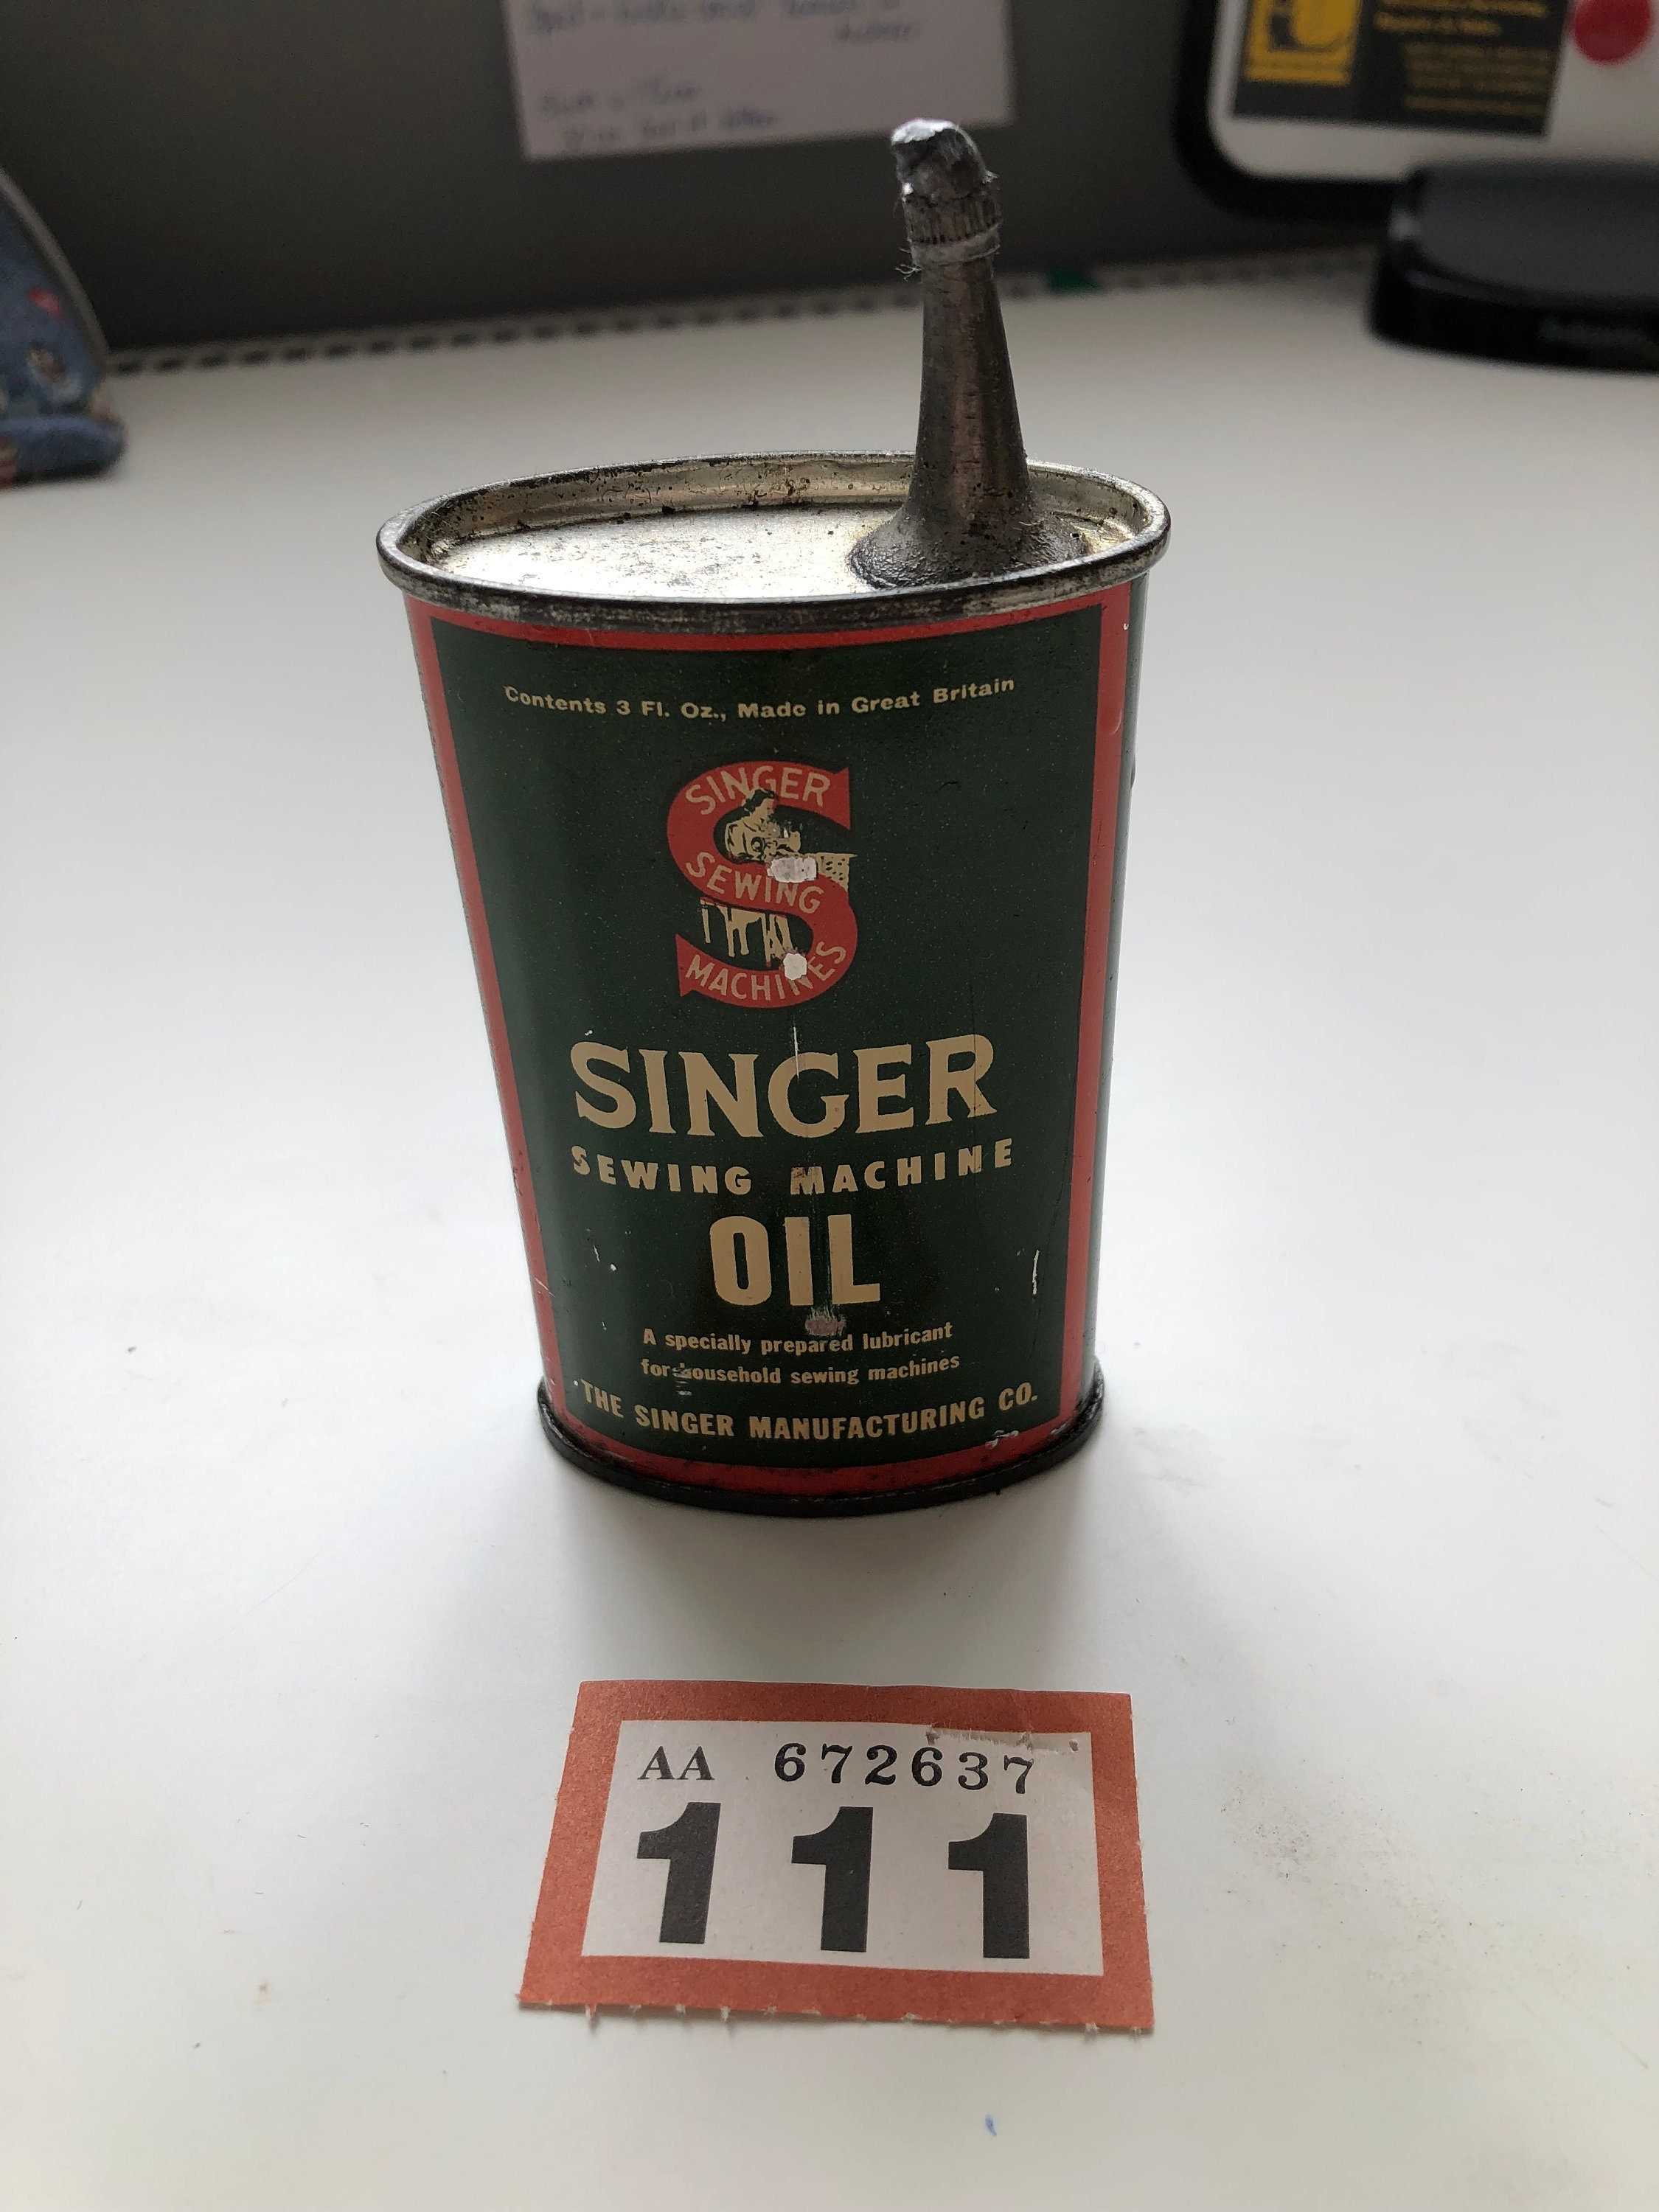 Contents 3 Fl. Oz., Made in Great Britain
SINGER
SEWING
MACHINES
SINGER
SEWING MACHINE
OIL
A specially prepared lubricant
for household sewing machines
THE SINGER MANUFACTURING CO.
AA 672637
111